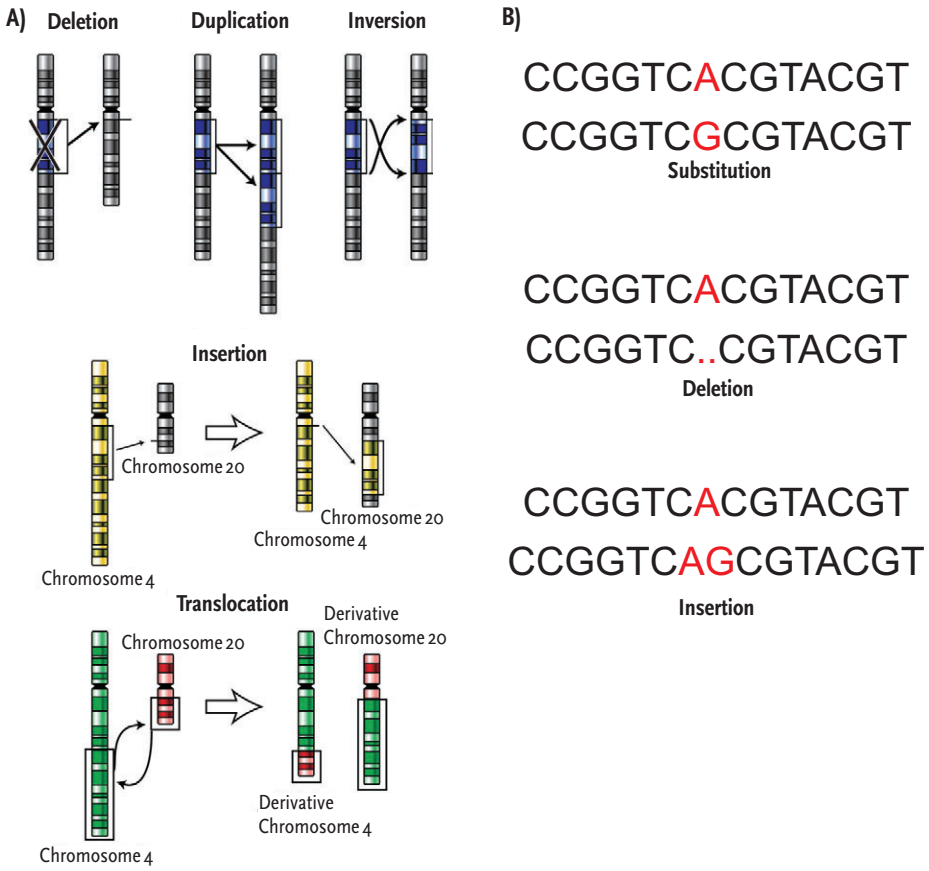 A)
Deletion
Duplication
Inversion
Insertion
Chromosome 20
Chromosome 20
Chromosome 4
Chromosome 4
Translocation
Chromosome 20
Derivative
Chromosome 20
Derivative
Chromosome 4
Chromosome 4
B)
CCGGTCACGTACGT
CCGGTCGCGTACGT
Substitution
CCGGTCACGTACGT
CCGGTC..CGTACGT
Deletion
CCGGTCACGTACGT
CCGGTCAGCGTACGT
Insertion